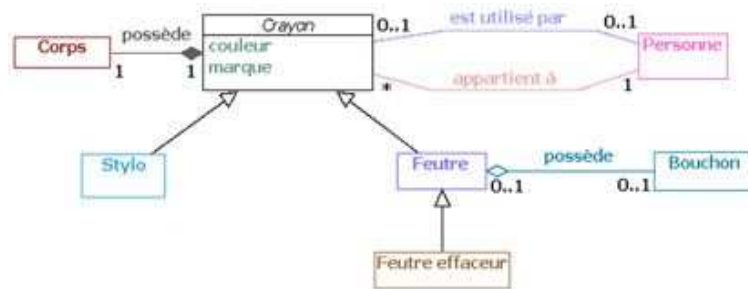 Crayon
couleur
marque
possède
Corps
1
1
0..1
est utilisé par
0..1
Personne
*
appartient à
1
Stylo
Feutre
possède
Bouchon
0..1
0..1
Feutre effaceur